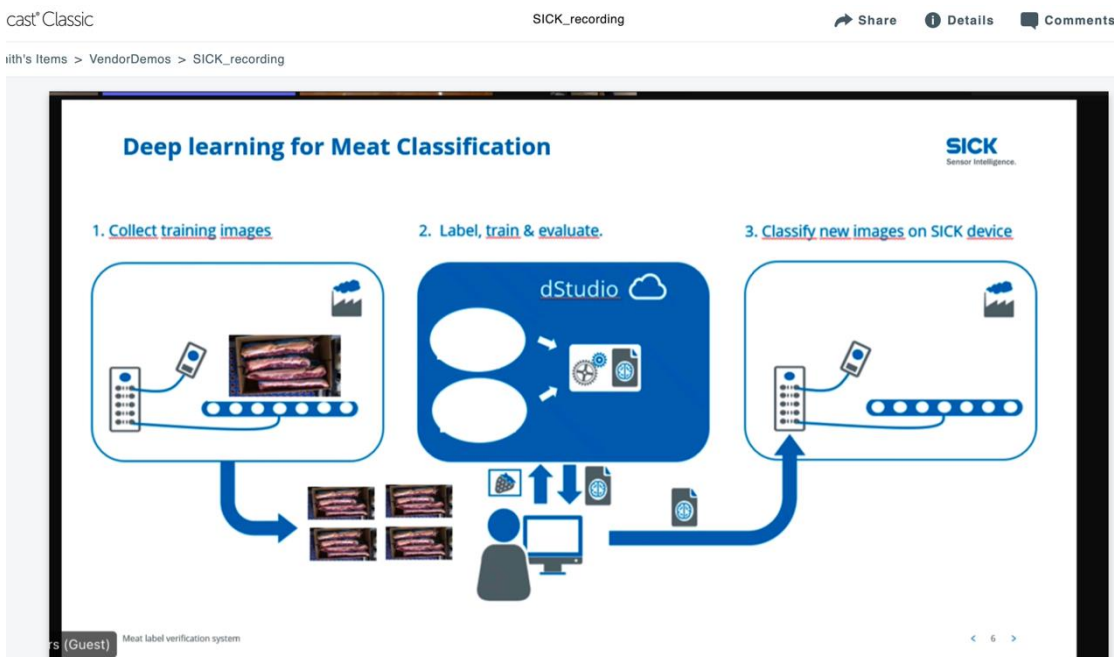 cast® Classic
SICK_recording
Share
Details
Comments
ith's Items > VendorDemos > SICK_recording
Deep learning for Meat Classification
SICK
Sensor Intelligence.
1. Collect training images
2. Label, train & evaluate.
3. Classify new images on SICK device
dStudio
rs (Guest)
Meat label verification system
< 6 >